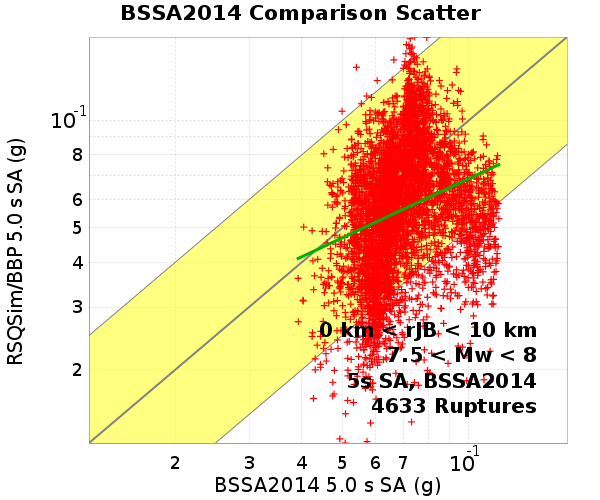 BSSA2014 Comparison Scatter
RSQSim/BBP 5.0 s SA (g)
10⁻¹
8
6
5
4
3
2
0 km < rJB < 10 km
7.5 < Mw < 8
5s SA, BSSA2014
4633 Ruptures
2 3 4 5 6 7 10⁻¹
BSSA2014 5.0 s SA (g)